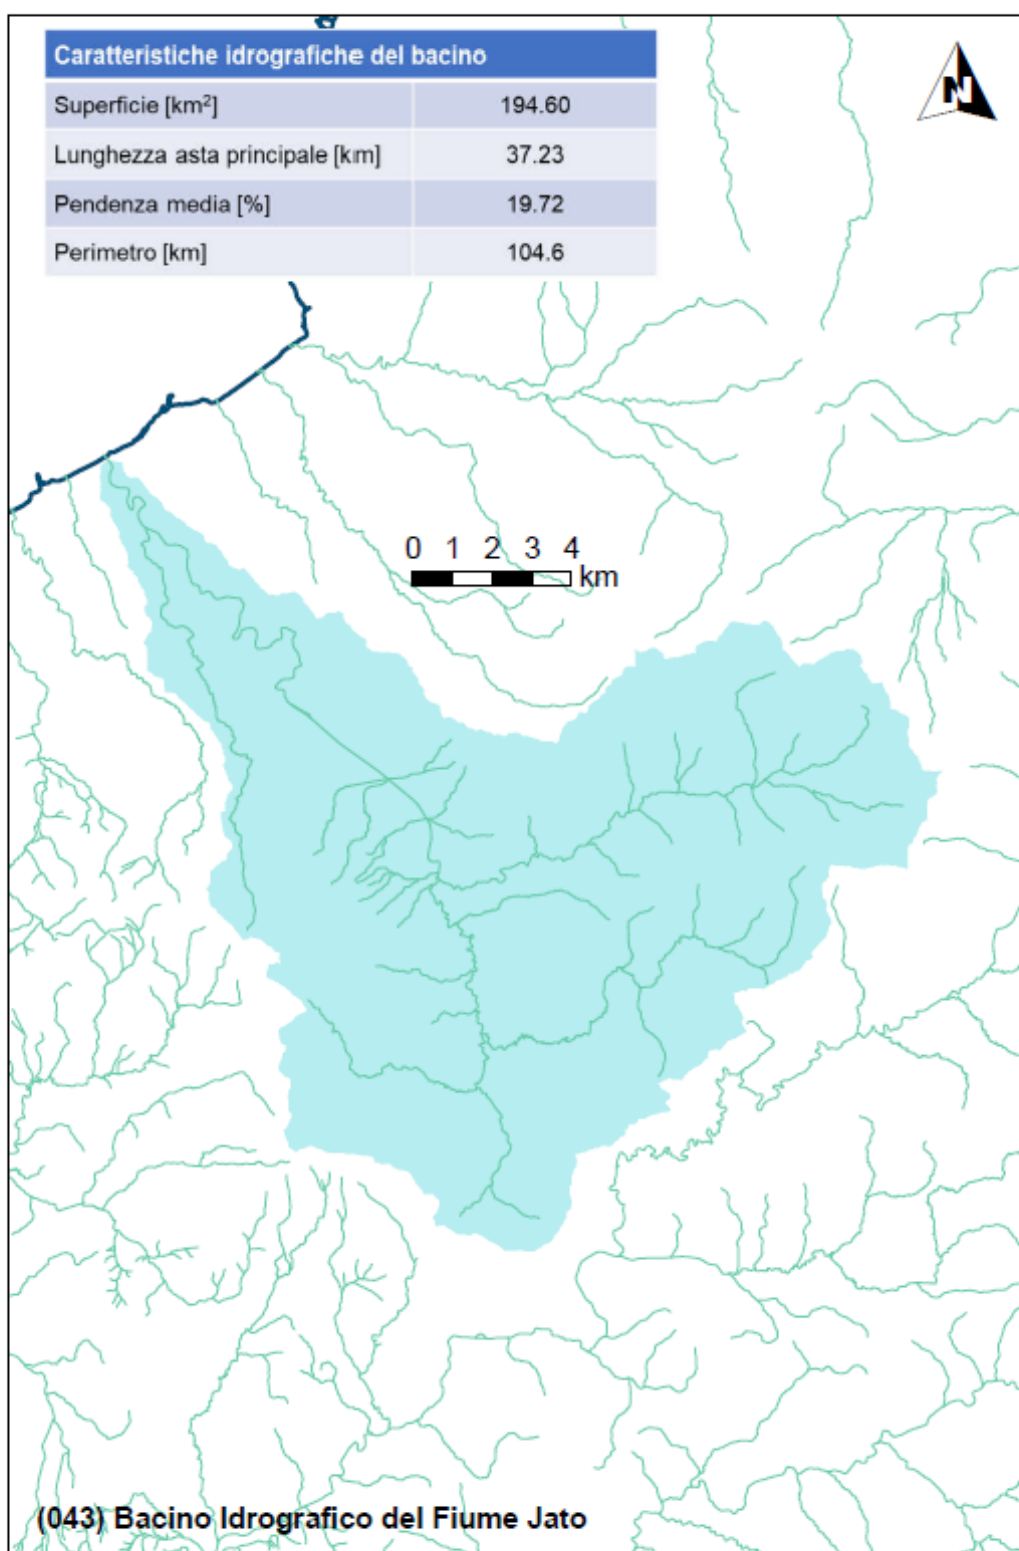 Caratteristiche idrografiche del bacino
Superficie [km²] 194.60
Lunghezza asta principale [km] 37.23
Pendenza media [%] 19.72
Perimetro [km] 104.6
N
0 1 2 3 4
km
(043) Bacino Idrografico del Fiume Jato